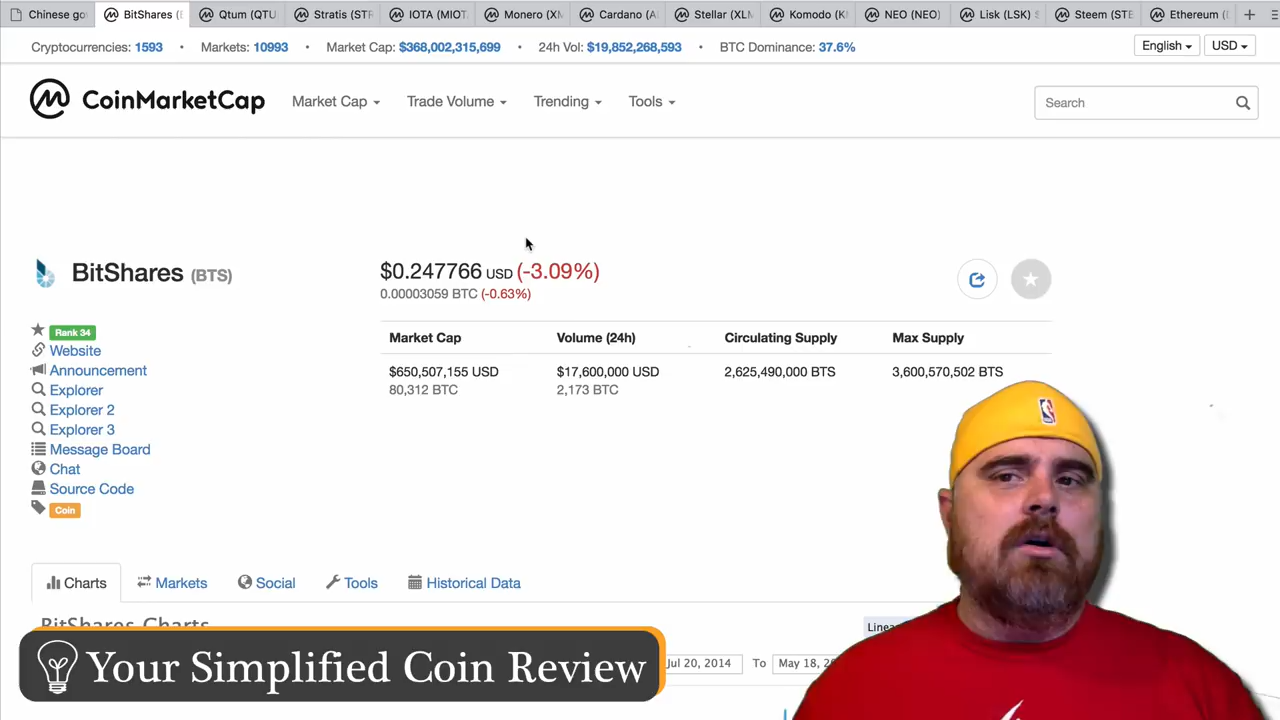 Chinese go BitShares ( Qtum (QTU Stratis (STR IOTA (MIOT Monero (XM Cardano (A Stellar (XLM Komodo (K NEO (NEO) Lisk (LSK) $ Steem (STE Ethereum (
Cryptocurrencies: 1593 • Markets: 10993 • Market Cap: $368,002,315,699 • 24h Vol: $19,852,268,593 • BTC Dominance: 37.6% English USD
CoinMarketCap Market Cap Trade Volume Trending Tools Search
BitShares (BTS) $0.247766 USD (-3.09%)
0.00003059 BTC (-0.63%)
Rank 34
Website
Announcement
Explorer
Explorer 2
Explorer 3
Message Board
Chat
Source Code
Coin
Market Cap Volume (24h) Circulating Supply Max Supply
$650,507,155 USD $17,600,000 USD 2,625,490,000 BTS 3,600,570,502 BTS
80,312 BTC 2,173 BTC
Charts Markets Social Tools Historical Data
BitShares Charts
Linea
Jul 20, 2014 To May 18, 20
Your Simplified Coin Review